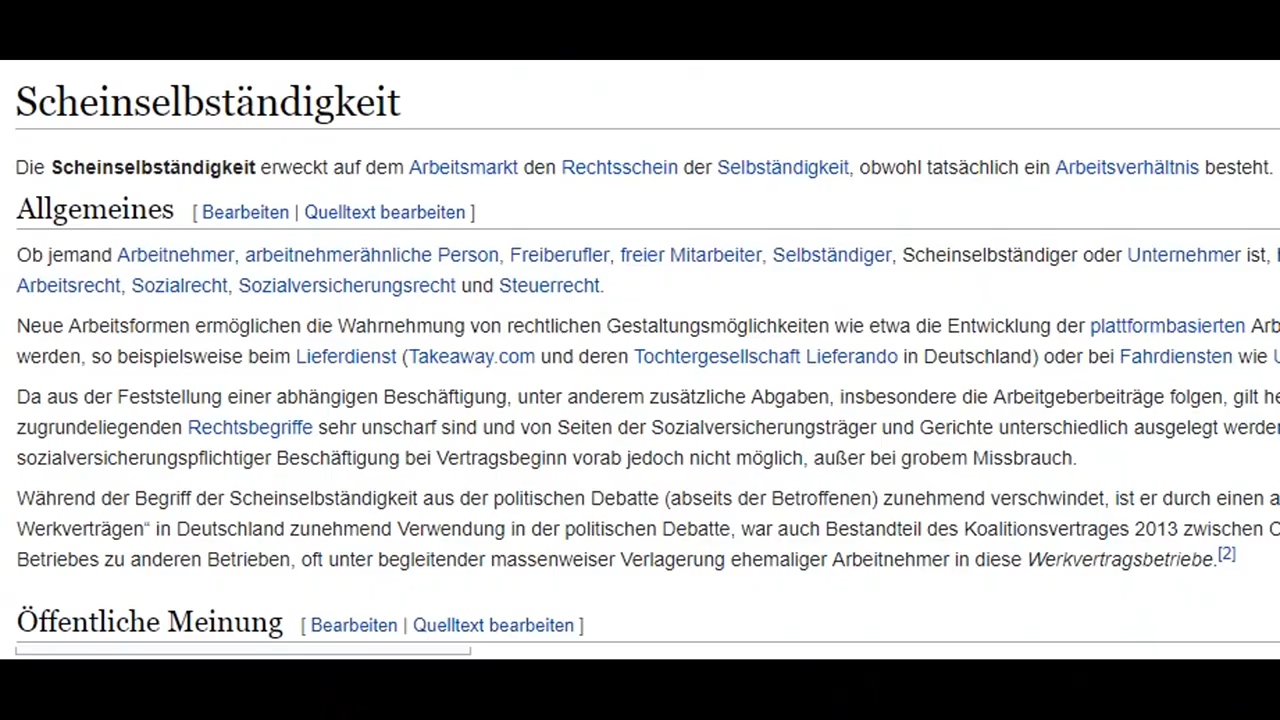 Scheinselbständigkeit
Die Scheinselbständigkeit erweckt auf dem Arbeitsmarkt den Rechtsschein der Selbständigkeit, obwohl tatsächlich ein Arbeitsverhältnis besteht.
Allgemeines [ Bearbeiten | Quelltext bearbeiten ]
Ob jemand Arbeitnehmer, arbeitnehmerähnliche Person, Freiberufler, freier Mitarbeiter, Selbständiger, Scheinselbständiger oder Unternehmer ist,
Arbeitsrecht, Sozialrecht, Sozialversicherungsrecht und Steuerrecht.
Neue Arbeitsformen ermöglichen die Wahrnehmung von rechtlichen Gestaltungsmöglichkeiten wie etwa die Entwicklung der plattformbasierten Arb
werden, so beispielsweise beim Lieferdienst (Takeaway.com und deren Tochtergesellschaft Lieferando in Deutschland) oder bei Fahrdiensten wie
Da aus der Feststellung einer abhängigen Beschäftigung, unter anderem zusätzliche Abgaben, insbesondere die Arbeitgeberbeiträge folgen, gilt he
zugrundeliegenden Rechtsbegriffe sehr unscharf sind und von Seiten der Sozialversicherungsträger und Gerichte unterschiedlich ausgelegt werde
sozialversicherungspflichtiger Beschäftigung bei Vertragsbeginn vorab jedoch nicht möglich, außer bei grobem Missbrauch.
Während der Begriff der Scheinselbständigkeit aus der politischen Debatte (abseits der Betroffenen) zunehmend verschwindet, ist er durch einen a
Werkverträgen“ in Deutschland zunehmend Verwendung in der politischen Debatte, war auch Bestandteil des Koalitionsvertrages 2013 zwischen C
Betriebes zu anderen Betrieben, oft unter begleitender massenweiser Verlagerung ehemaliger Arbeitnehmer in diese Werkvertragsbetriebe.[2]
Öffentliche Meinung [ Bearbeiten | Quelltext bearbeiten ]